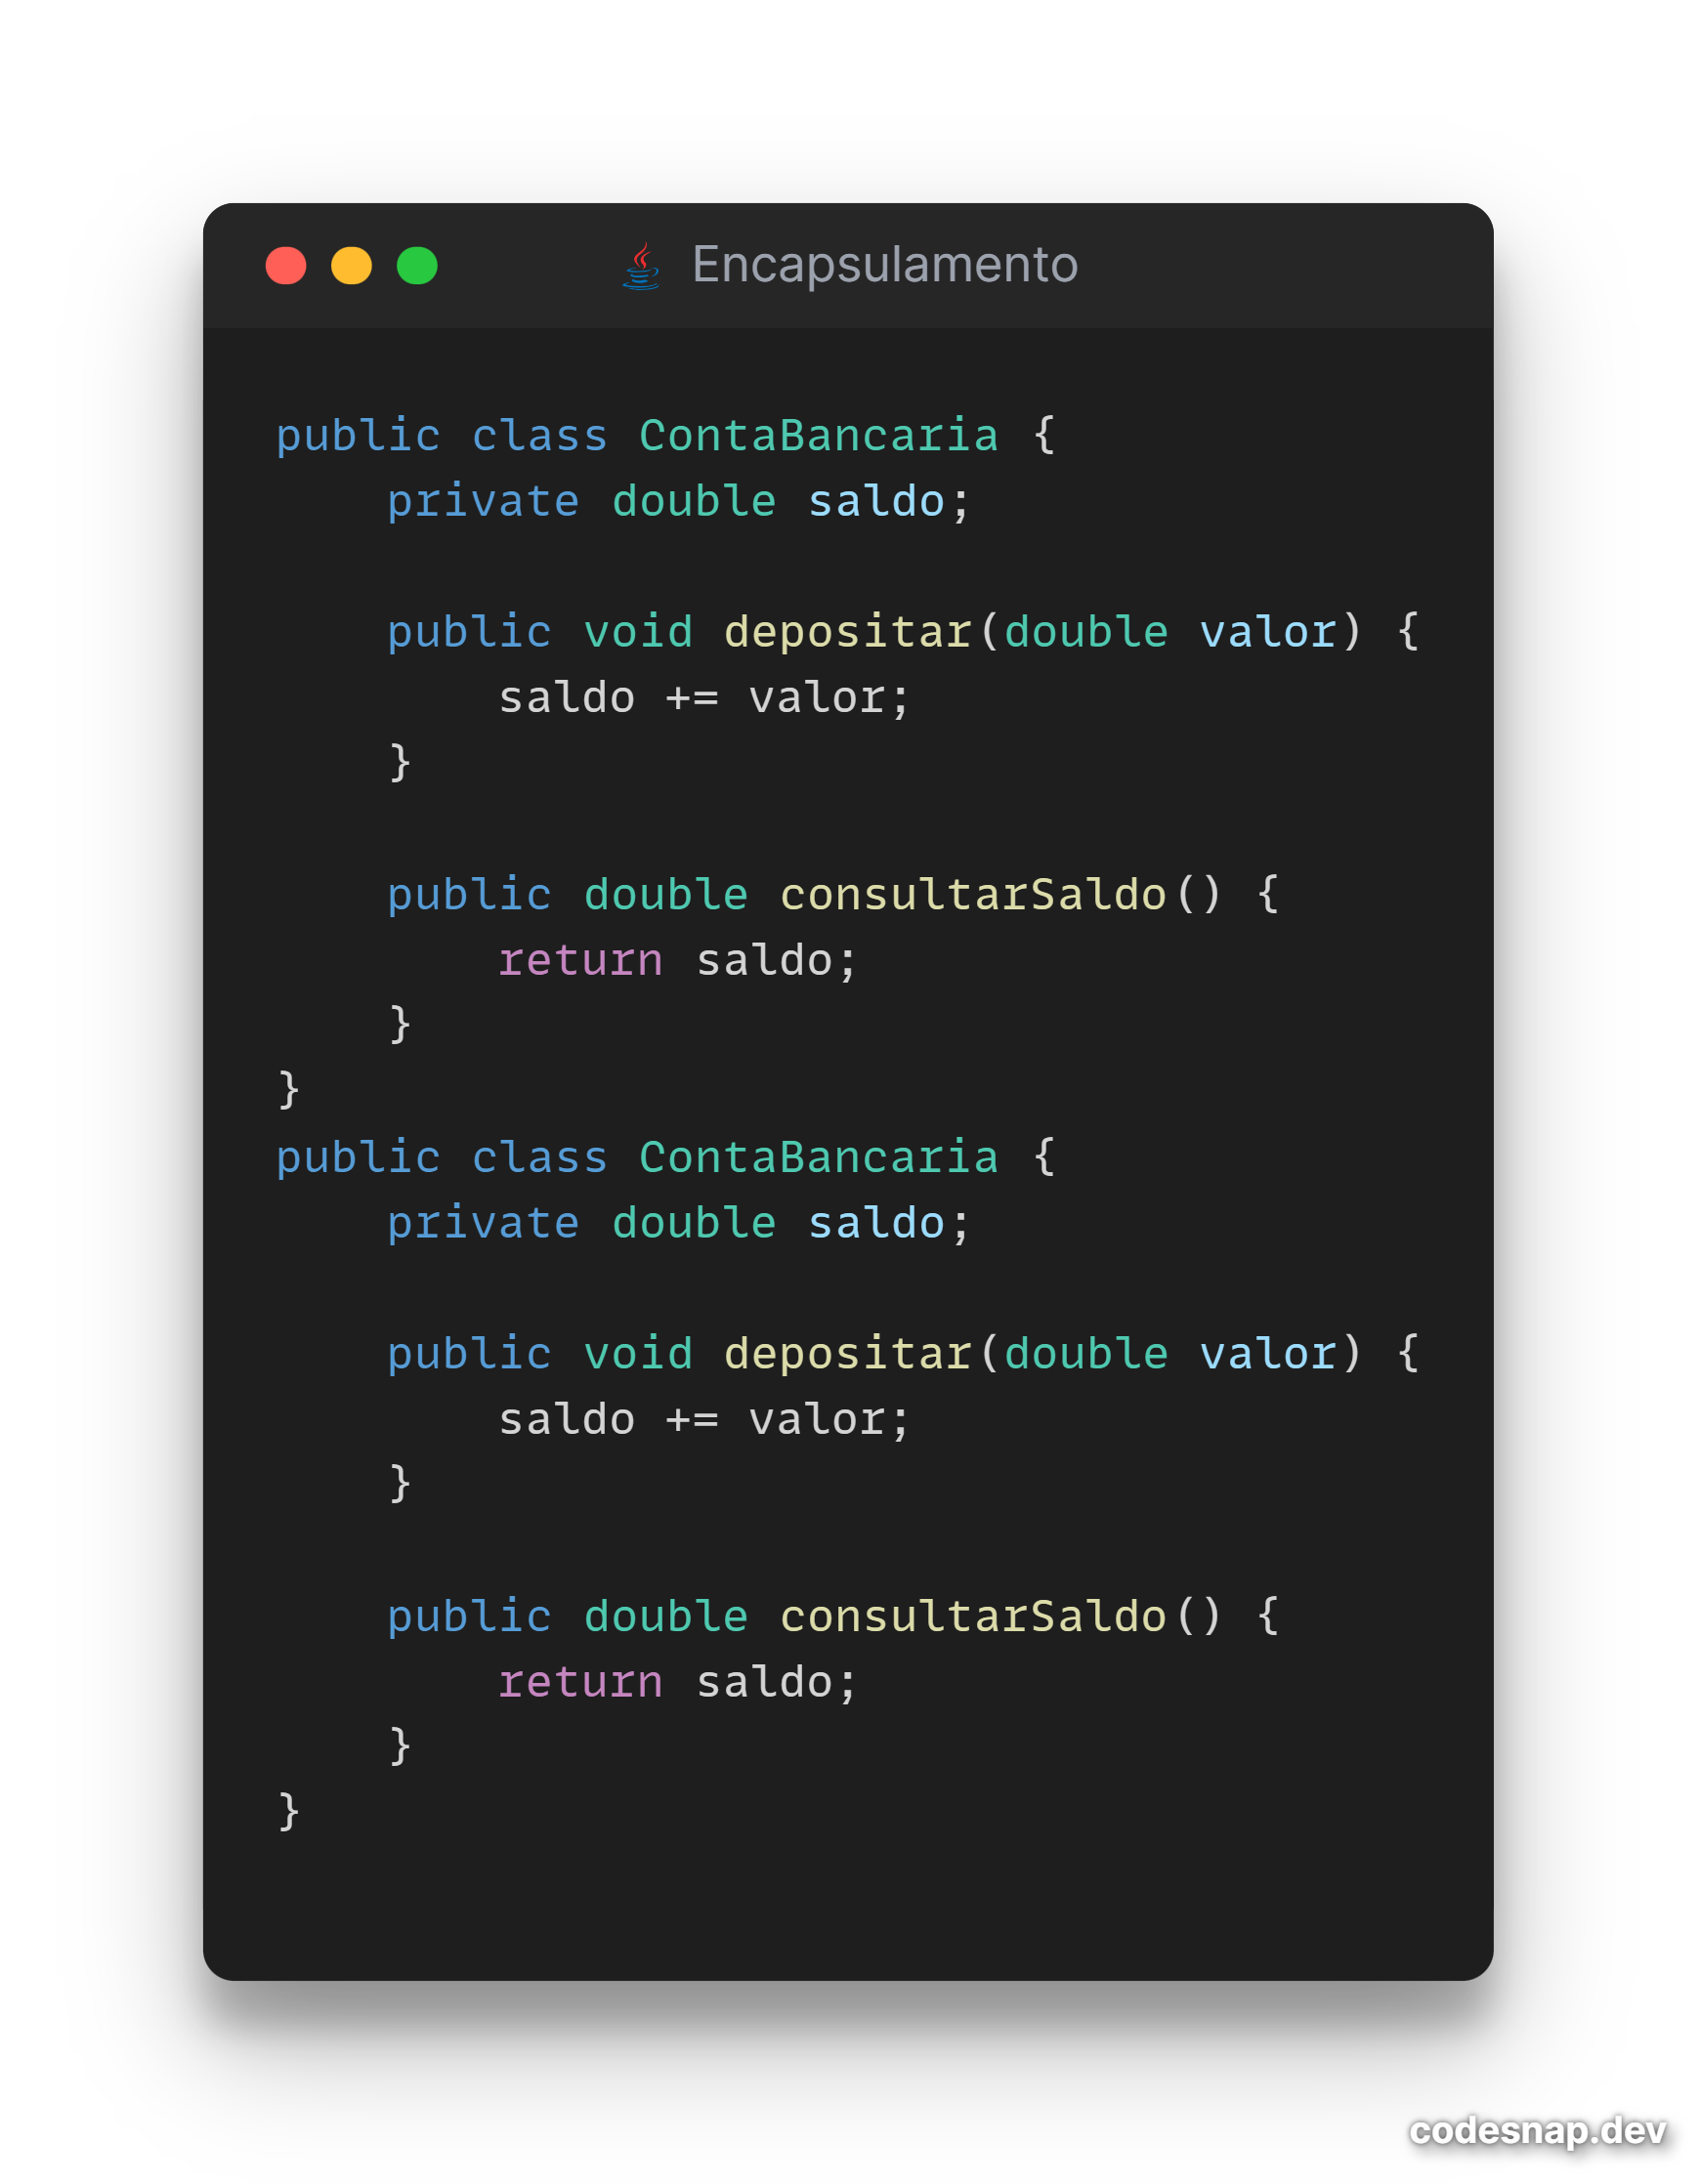 Encapsulamento
public class ContaBancaria {
    private double saldo;

    public void depositar(double valor) {
        saldo += valor;
    }

    public double consultarSaldo() {
        return saldo;
    }
}
public class ContaBancaria {
    private double saldo;

    public void depositar(double valor) {
        saldo += valor;
    }

    public double consultarSaldo() {
        return saldo;
    }
}
codesnap.dev